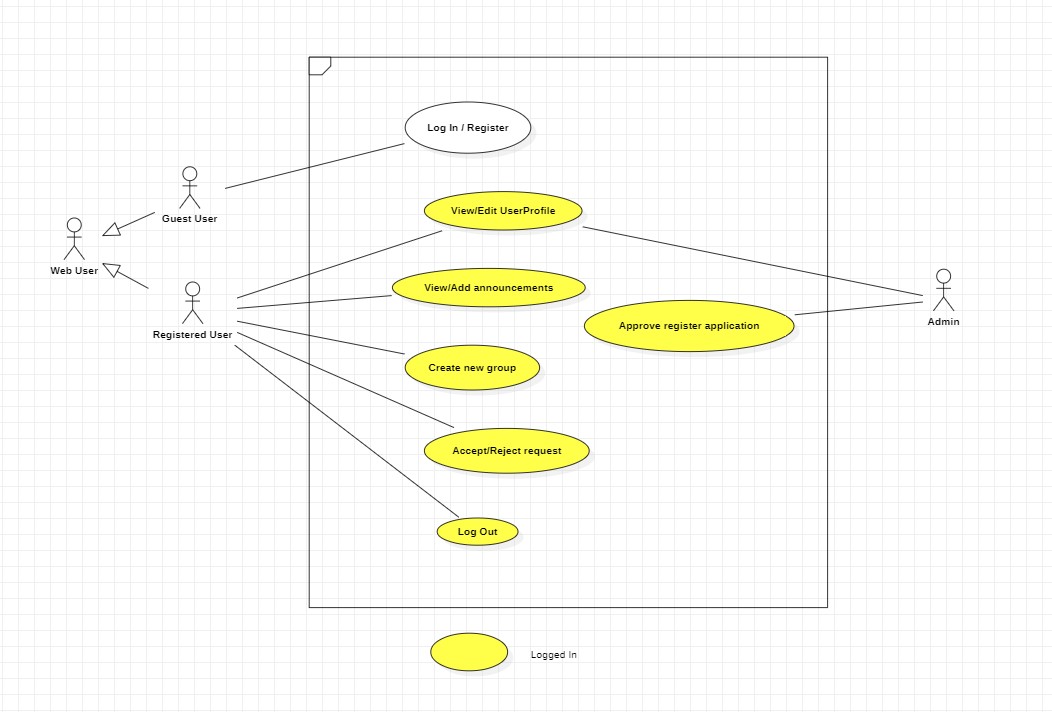 Log In / Register
Guest User
View/Edit UserProfile
Web User
View/Add announcements
Registered User
Approve register application
Admin
Create new group
Accept/Reject request
Log Out
Logged In